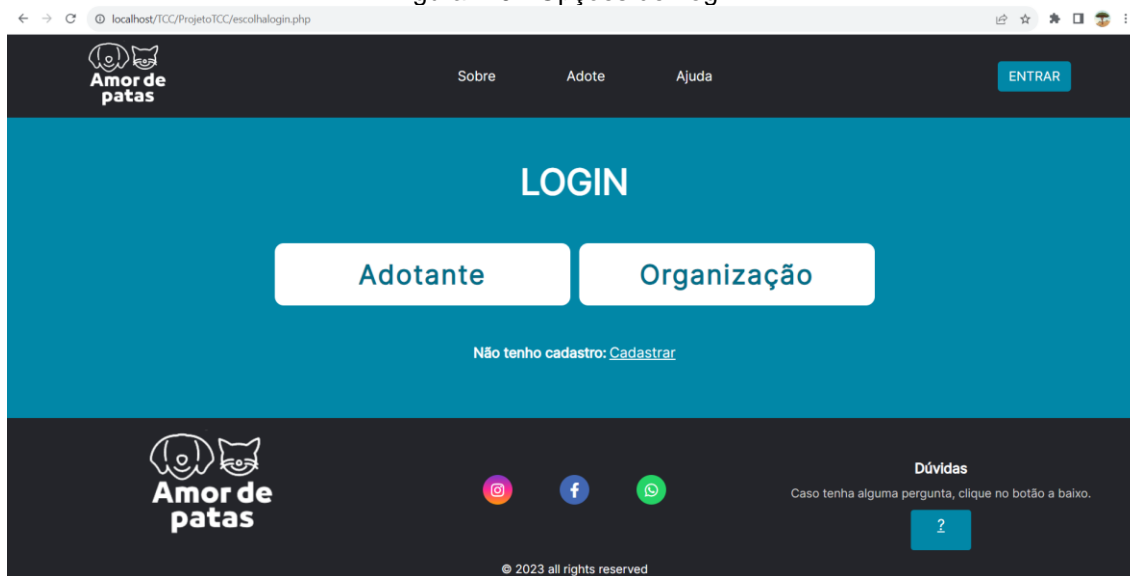 localhost/TCC/ProjetoTCC/escolhalogin.php
Amor de
patas
Sobre
Adote
Ajuda
ENTRAR
LOGIN
Adotante
Organização
Não tenho cadastro: Cadastrar
Amor de
patas
Dúvidas
Caso tenha alguma pergunta, clique no botão a baixo.
?
© 2023 all rights reserved